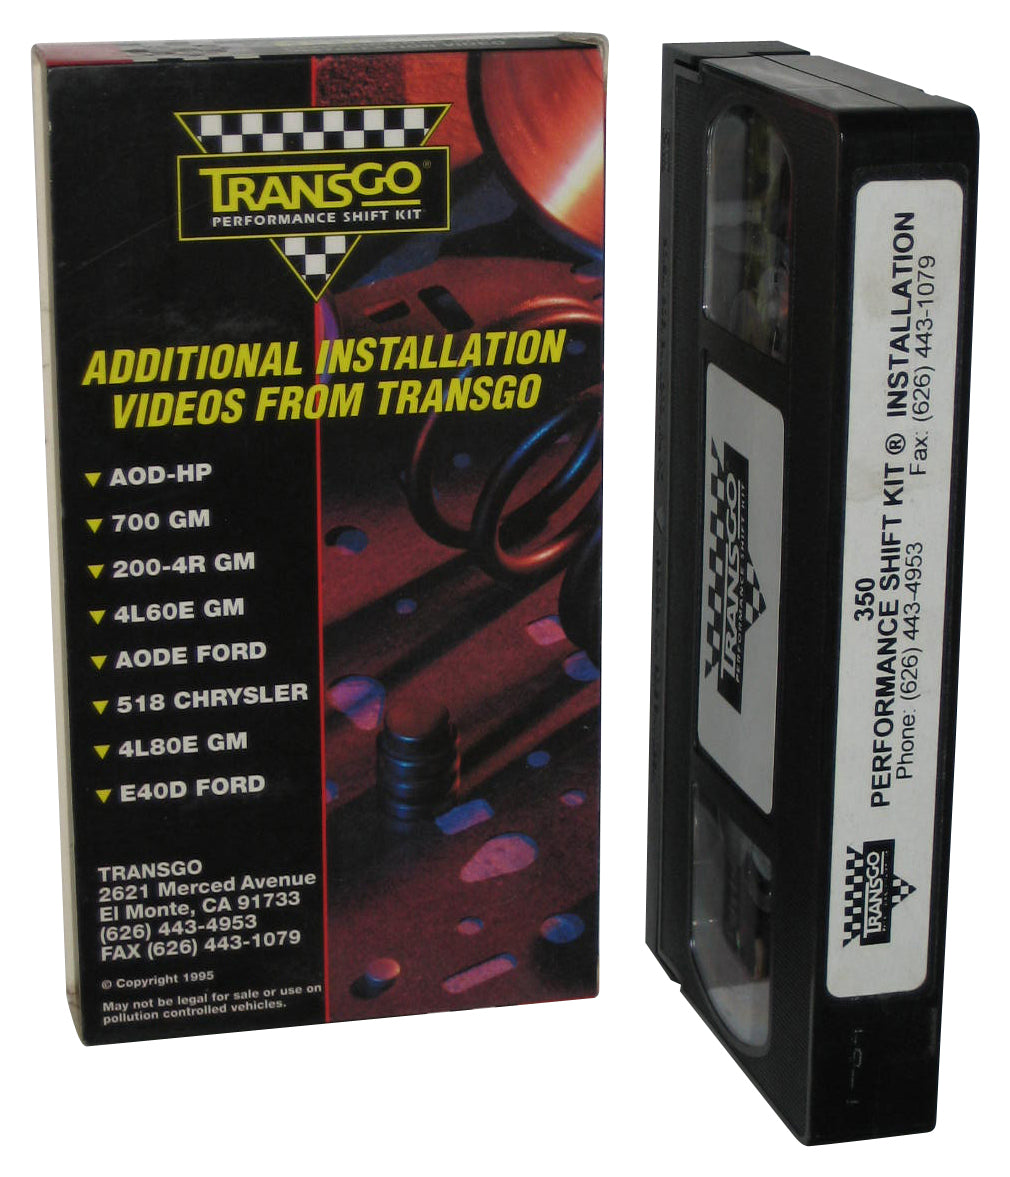 TRANSGO®
PERFORMANCE SHIFT KIT
ADDITIONAL INSTALLATION
VIDEOS FROM TRANSGO
AOD-HP
700 GM
200-4R GM
4L60E GM
AODE FORD
518 CHRYSLER
4L80E GM
E40D FORD
TRANSGO
2621 Merced Avenue
El Monte, CA 91733
(626) 443-4953
FAX (626) 443-1079
© Copyright 1995
May not be legal for sale or use on
pollution controlled vehicles.
TRANSGO
PERFORMANCE SHIFT KIT
TRANSGO
350
PERFORMANCE SHIFT KIT ® INSTALLATION
Phone: (626) 443-4953 Fax: (626) 443-1079